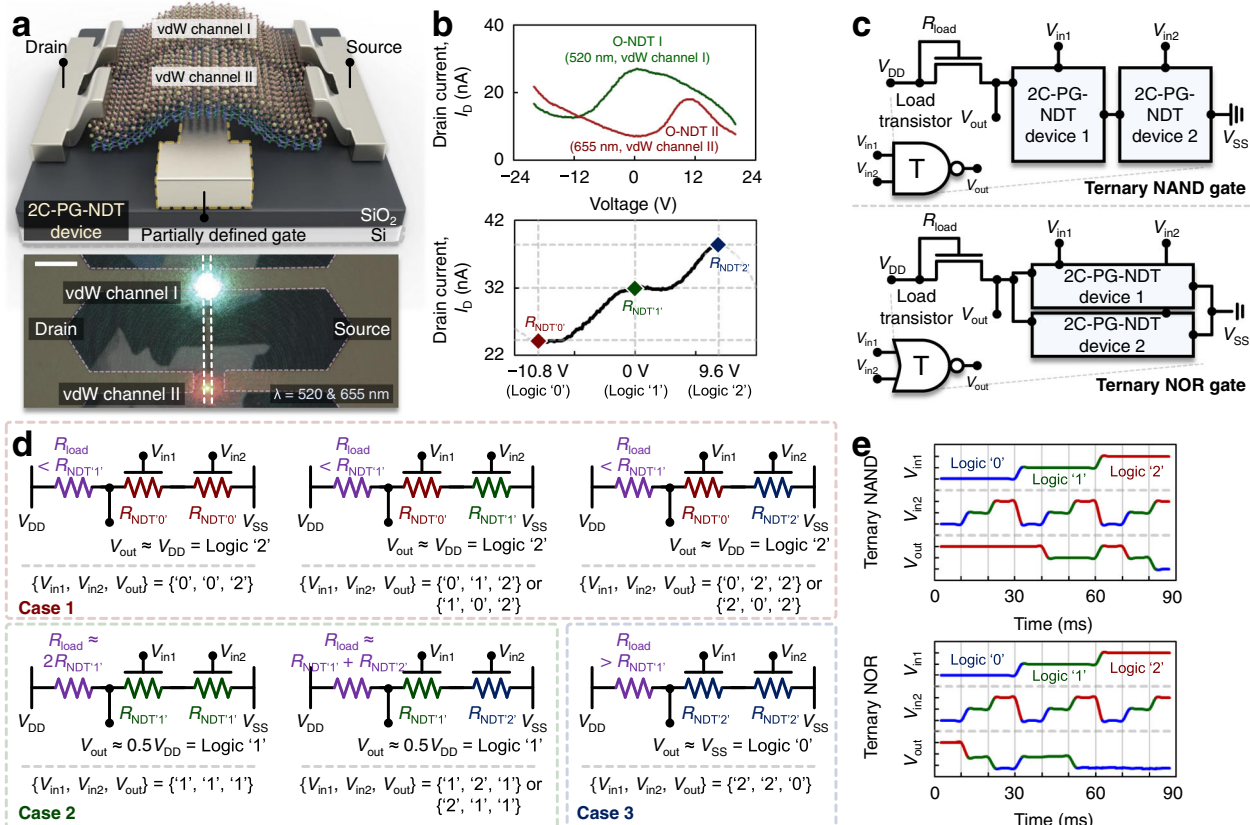 a
vdW channel I
Drain
Source
vdW channel II
2C-PG-NDT
device
SiO2
Partially defined gate
Si
vdW channel I
Drain
Source
vdW channel II
λ = 520 & 655 nm
b
Drain current,
ID (nA)
40
20
0
O-NDT I
(520 nm, vdW channel I)
O-NDT II
(655 nm, vdW channel II)
−24
−12
0
12
24
Voltage (V)
Drain current,
ID (nA)
42
32
22
RNDT'0'
RNDT'1'
RNDT'2'
−10.8 V
(Logic '0')
0 V
(Logic '1')
9.6 V
(Logic '2')
c
Rload
VDD
Load
transistor
Vout
Vin1
Vin2
2C-PG-
NDT
device 1
2C-PG-
NDT
device 2
VSS
Vin1
Vin2
T
Vout
Ternary NAND gate
Rload
VDD
Load
transistor
Vout
Vin1
Vin2
2C-PG-NDT
device 1
2C-PG-NDT
device 2
VSS
Vin1
Vin2
T
Vout
Ternary NOR gate
d
Rload
< RNDT'1'
Vin1
Vin2
VDD
RNDT'0'
RNDT'0'
VSS
Vout ≈ VDD = Logic '2'
{Vin1, Vin2, Vout} = {'0', '0', '2'}
Rload
< RNDT'1'
Vin1
Vin2
VDD
RNDT'0'
RNDT'1'
VSS
Vout ≈ VDD = Logic '2'
{Vin1, Vin2, Vout} = {'0', '1', '2'} or
{'1', '0', '2'}
Rload
< RNDT'1'
Vin1
Vin2
VDD
RNDT'0'
RNDT'2'
VSS
Vout ≈ VDD = Logic '2'
{Vin1, Vin2, Vout} = {'0', '2', '2'} or
{'2', '0', '2'}
Case 1
Rload ≈
2RNDT'1'
Vin1
Vin2
VDD
RNDT'1'
RNDT'1'
VSS
Vout ≈ 0.5VDD = Logic '1'
{Vin1, Vin2, Vout} = {'1', '1', '1'}
Rload ≈
RNDT'1' + RNDT'2'
Vin1
Vin2
VDD
RNDT'1'
RNDT'2'
VSS
Vout ≈ 0.5VDD = Logic '1'
{Vin1, Vin2, Vout} = {'1', '2', '1'} or
{'2', '1', '1'}
Case 2
Rload
> RNDT'1'
Vin1
Vin2
VDD
RNDT'2'
RNDT'2'
VSS
Vout ≈ VSS = Logic '0'
{Vin1, Vin2, Vout} = {'2', '2', '0'}
Case 3
e
Ternary NAND
Vin1
Logic '0'
Logic '1'
Logic '2'
Vin2
Vout
0
30
60
90
Time (ms)
Ternary NOR
Vin1
Logic '0'
Logic '1'
Logic '2'
Vin2
Vout
0
30
60
90
Time (ms)